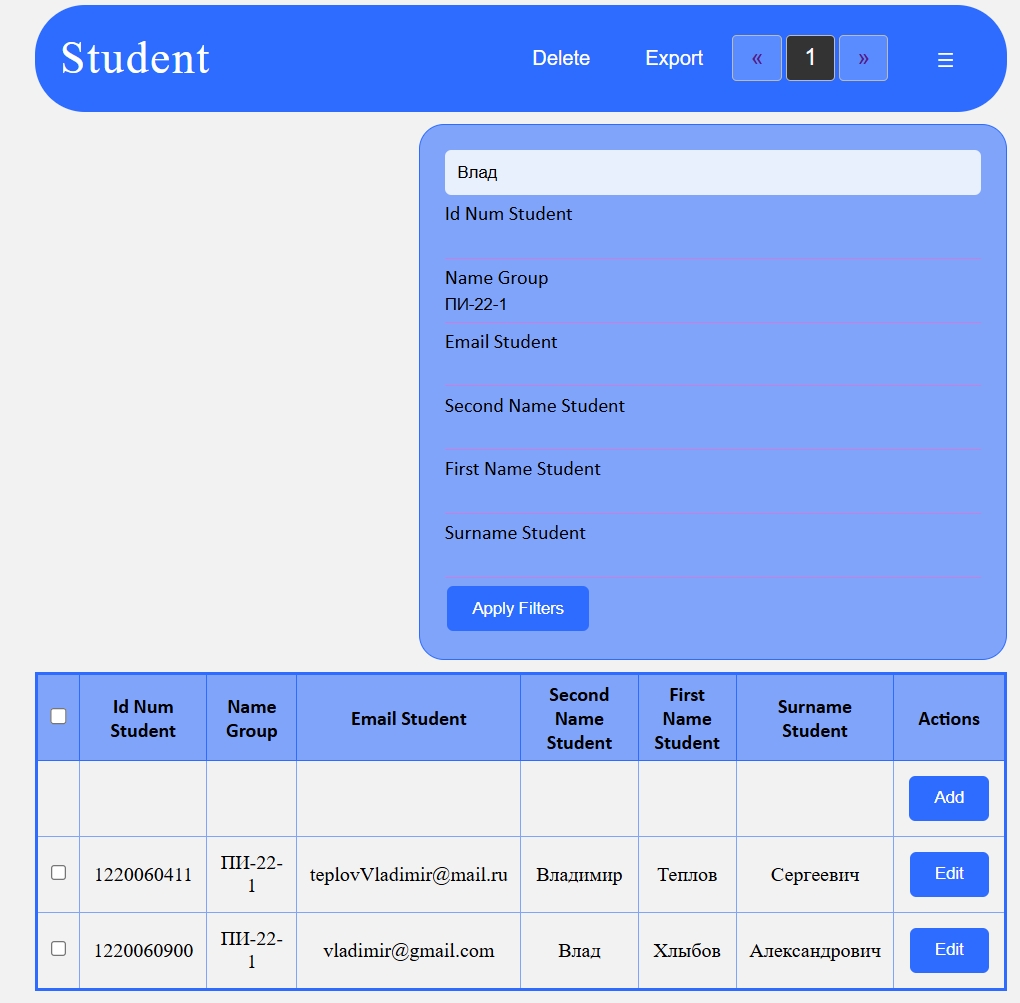 Student
Delete
Export
«
1
»
☰
Влад
Id Num Student
Name Group
ПИ-22-1
Email Student
Second Name Student
First Name Student
Surname Student
Apply Filters
Id Num
Student
Name
Group
Email Student
Second
Name
Student
First
Name
Student
Surname
Student
Actions
Add
1220060411
ПИ-22-
1
teplovVladimir@mail.ru
Владимир
Теплов
Сергеевич
Edit
1220060900
ПИ-22-
1
vladimir@gmail.com
Влад
Хлыбов
Александрович
Edit